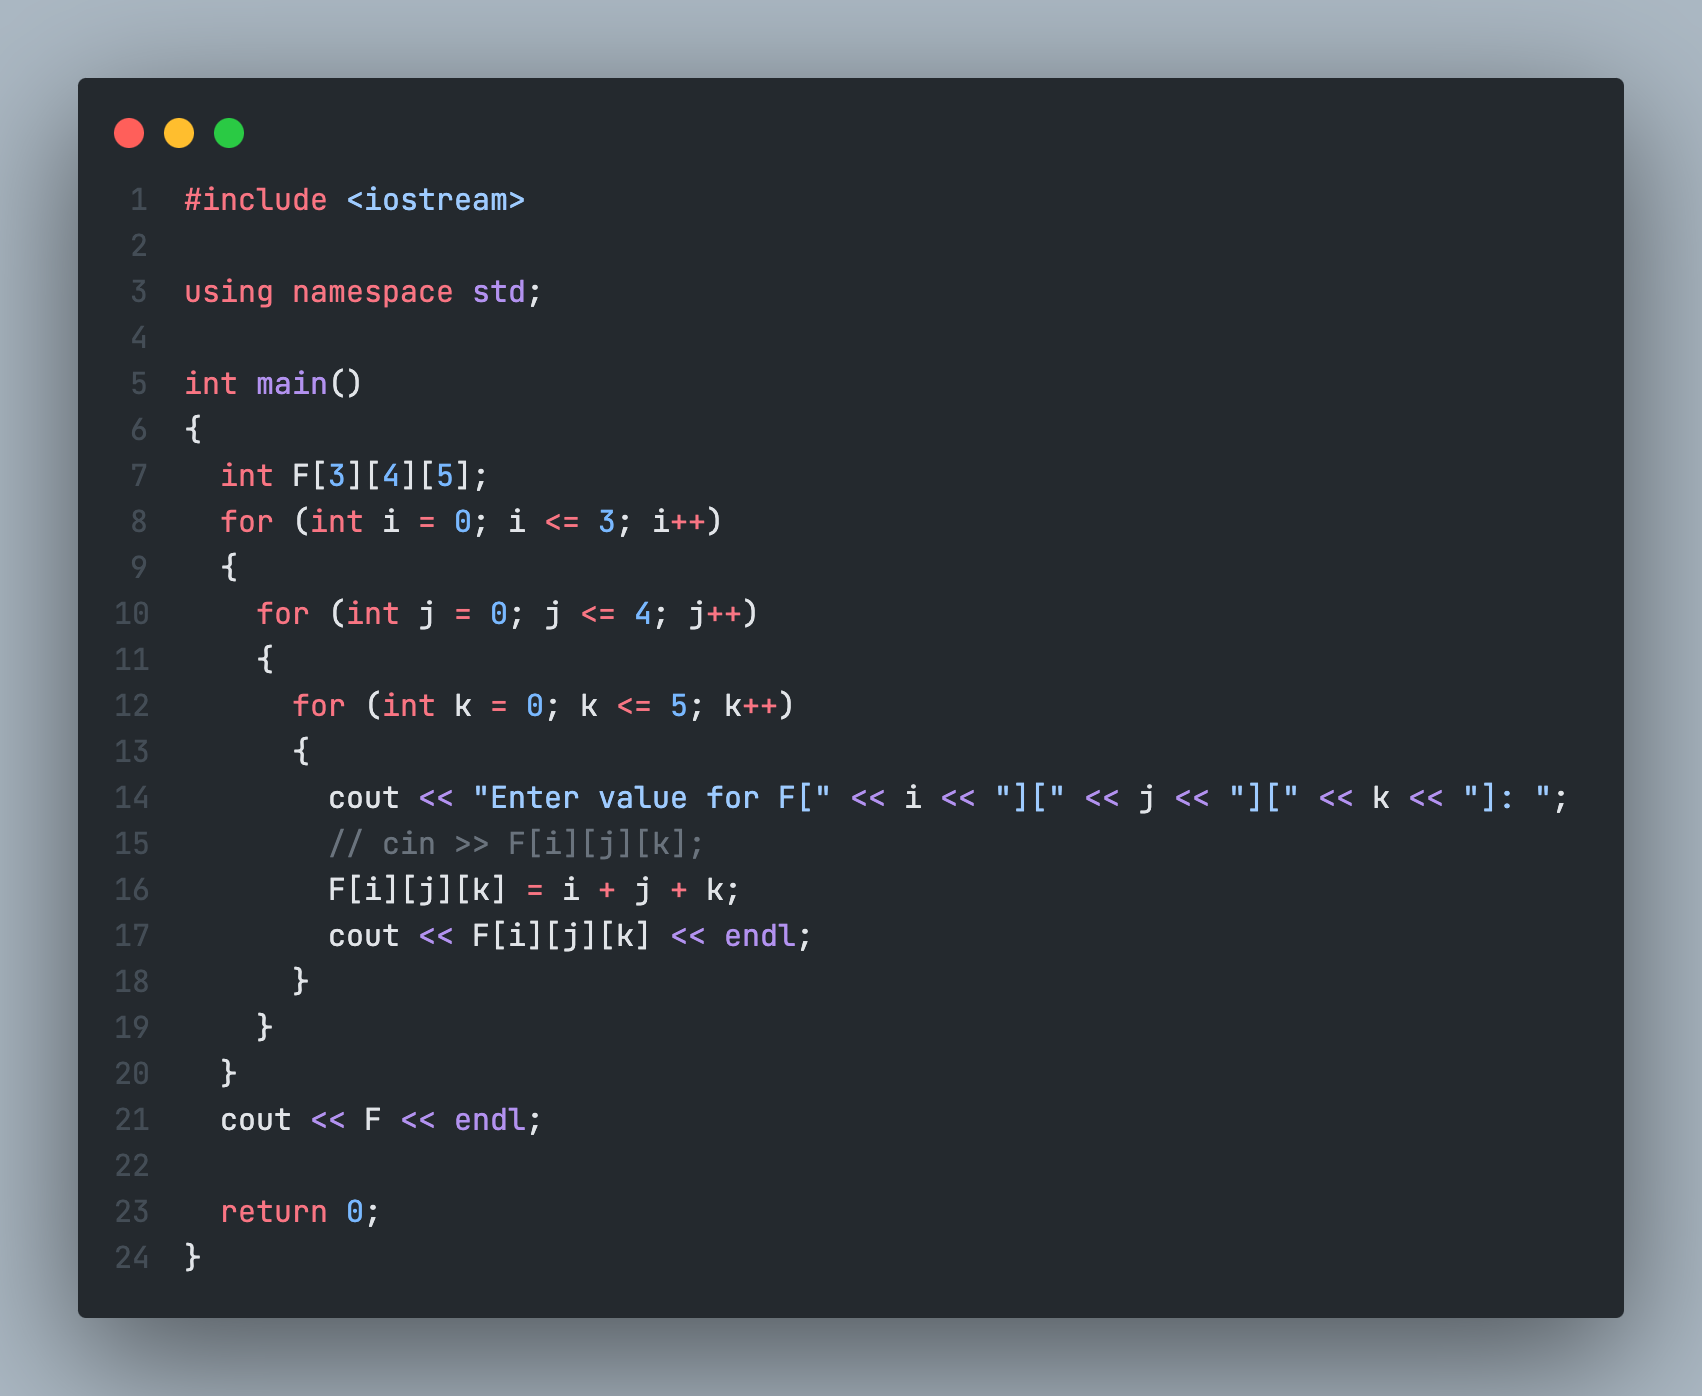 1 #include <iostream>
2
3 using namespace std;
4
5 int main()
6 {
7   int F[3][4][5];
8   for (int i = 0; i <= 3; i++)
9   {
10     for (int j = 0; j <= 4; j++)
11     {
12       for (int k = 0; k <= 5; k++)
13       {
14         cout << "Enter value for F[" << i << "][" << j << "][" << k << "]: ";
15         // cin >> F[i][j][k];
16         F[i][j][k] = i + j + k;
17         cout << F[i][j][k] << endl;
18       }
19     }
20   }
21   cout << F << endl;
22
23   return 0;
24 }